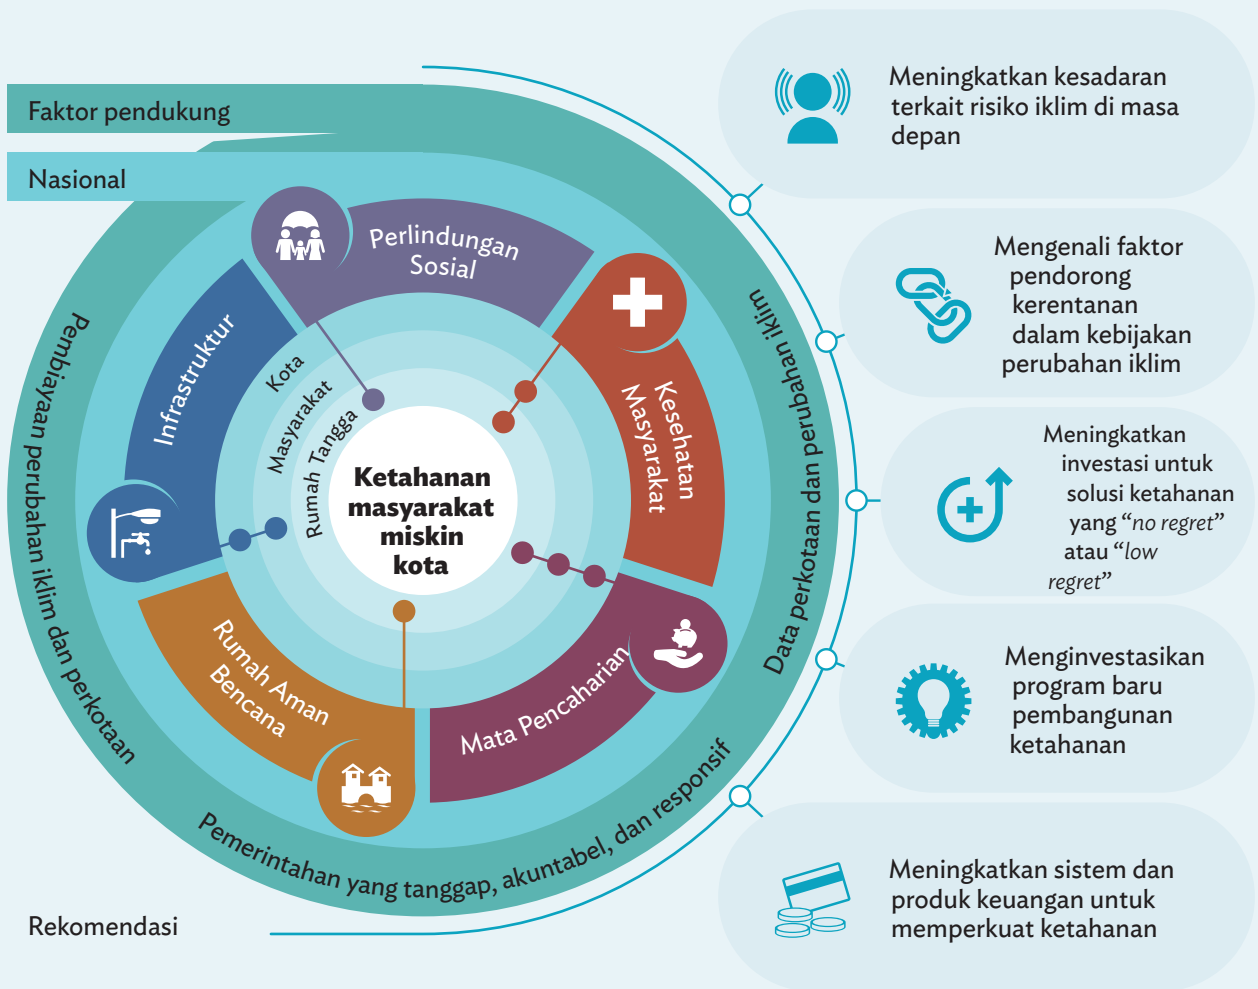 Faktor pendukung
Nasional
Perlindungan
Sosial
Kesehatan
Masyarakat
Mata Pencaharian
Rumah Aman
Bencana
Infrastruktur
Kota
Masyarakat
Rumah Tangga
Ketahanan
masyarakat
miskin
kota
Pembiayaan perubahan iklim dan perkotaan
Data perkotaan dan perubahan iklim
Pemerintahan yang tanggap, akuntabel, dan responsif
Rekomendasi
Meningkatkan kesadaran
terkait risiko iklim di masa
depan
Mengenali faktor
pendorong
kerentanan
dalam kebijakan
perubahan iklim
Meningkatkan
investasi untuk
solusi ketahanan
yang “no regret”
atau “low
regret”
Menginvestasikan
program baru
pembangunan
ketahanan
Meningkatkan sistem dan
produk keuangan untuk
memperkuat ketahanan